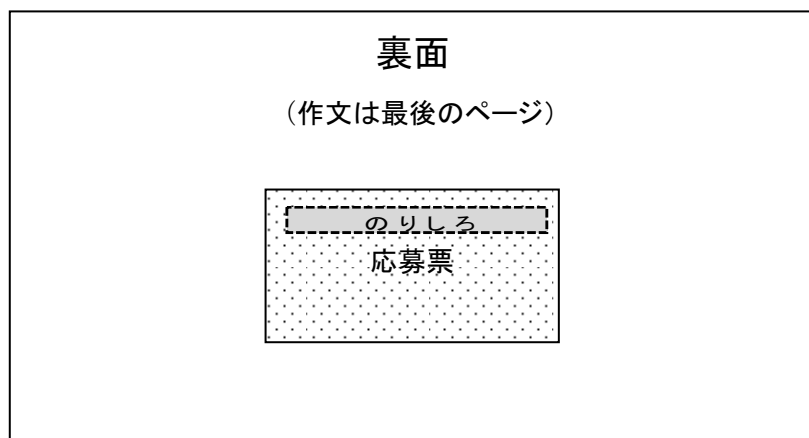 裏面
（作文は最後のページ）
のりしろ
応募票